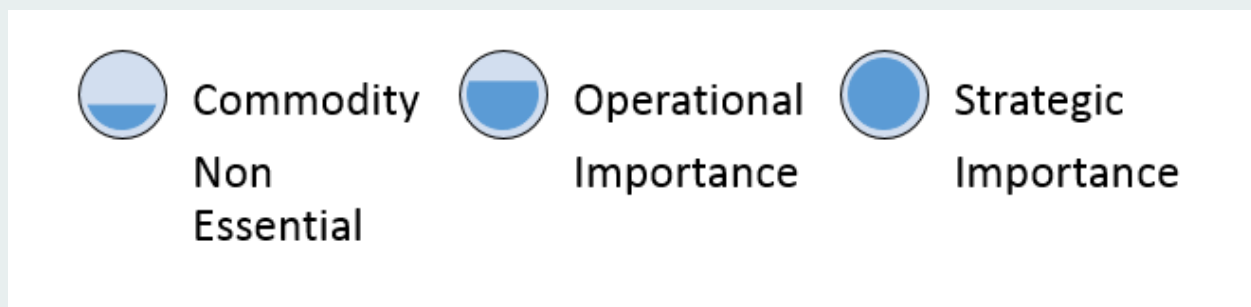 Commodity
Non
Essential
Operational
Importance
Strategic
Importance